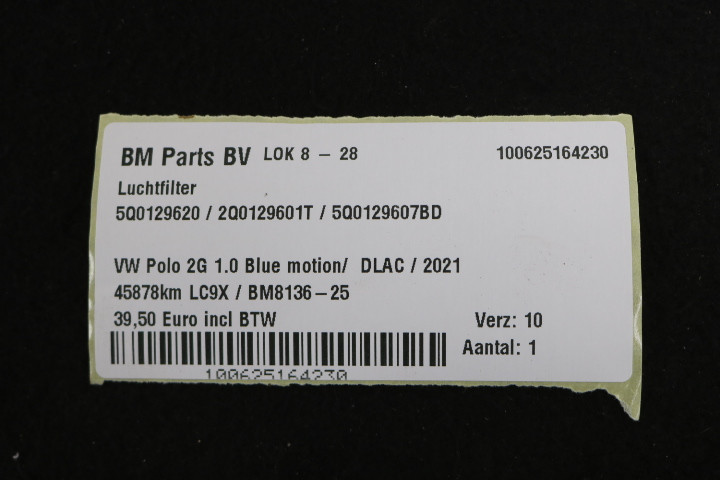 BM Parts BV LOK 8 – 28 100625164230
Luchtfilter
5Q0129620 / 2Q0129601T / 5Q0129607BD
VW Polo 2G 1.0 Blue motion/ DLAC / 2021
45878km LC9X / BM8136–25
39,50 Euro incl BTW Verz: 10
Aantal: 1
100625164230